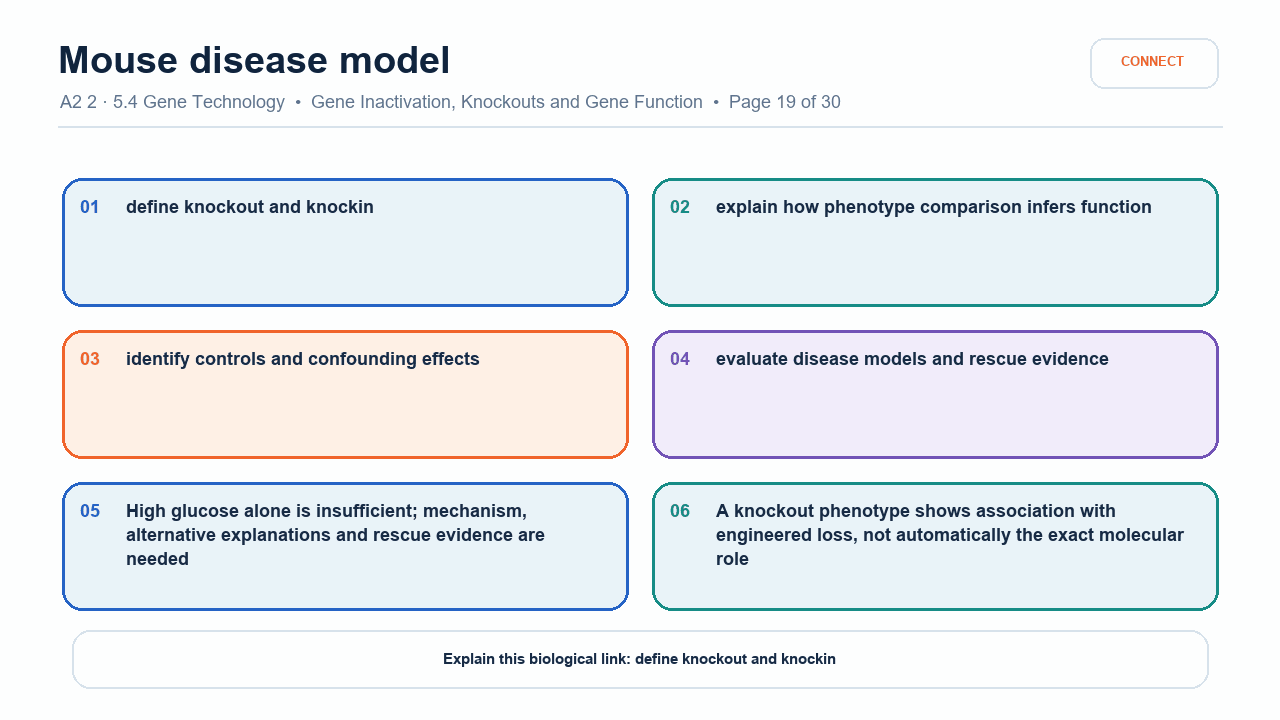 Mouse disease model
CONNECT
A2 2 · 5.4 Gene Technology • Gene Inactivation, Knockouts and Gene Function • Page 19 of 30
01 define knockout and knockin
02 explain how phenotype comparison infers function
03 identify controls and confounding effects
04 evaluate disease models and rescue evidence
05 High glucose alone is insufficient; mechanism,
alternative explanations and rescue evidence are
needed
06 A knockout phenotype shows association with
engineered loss, not automatically the exact molecular
role
Explain this biological link: define knockout and knockin